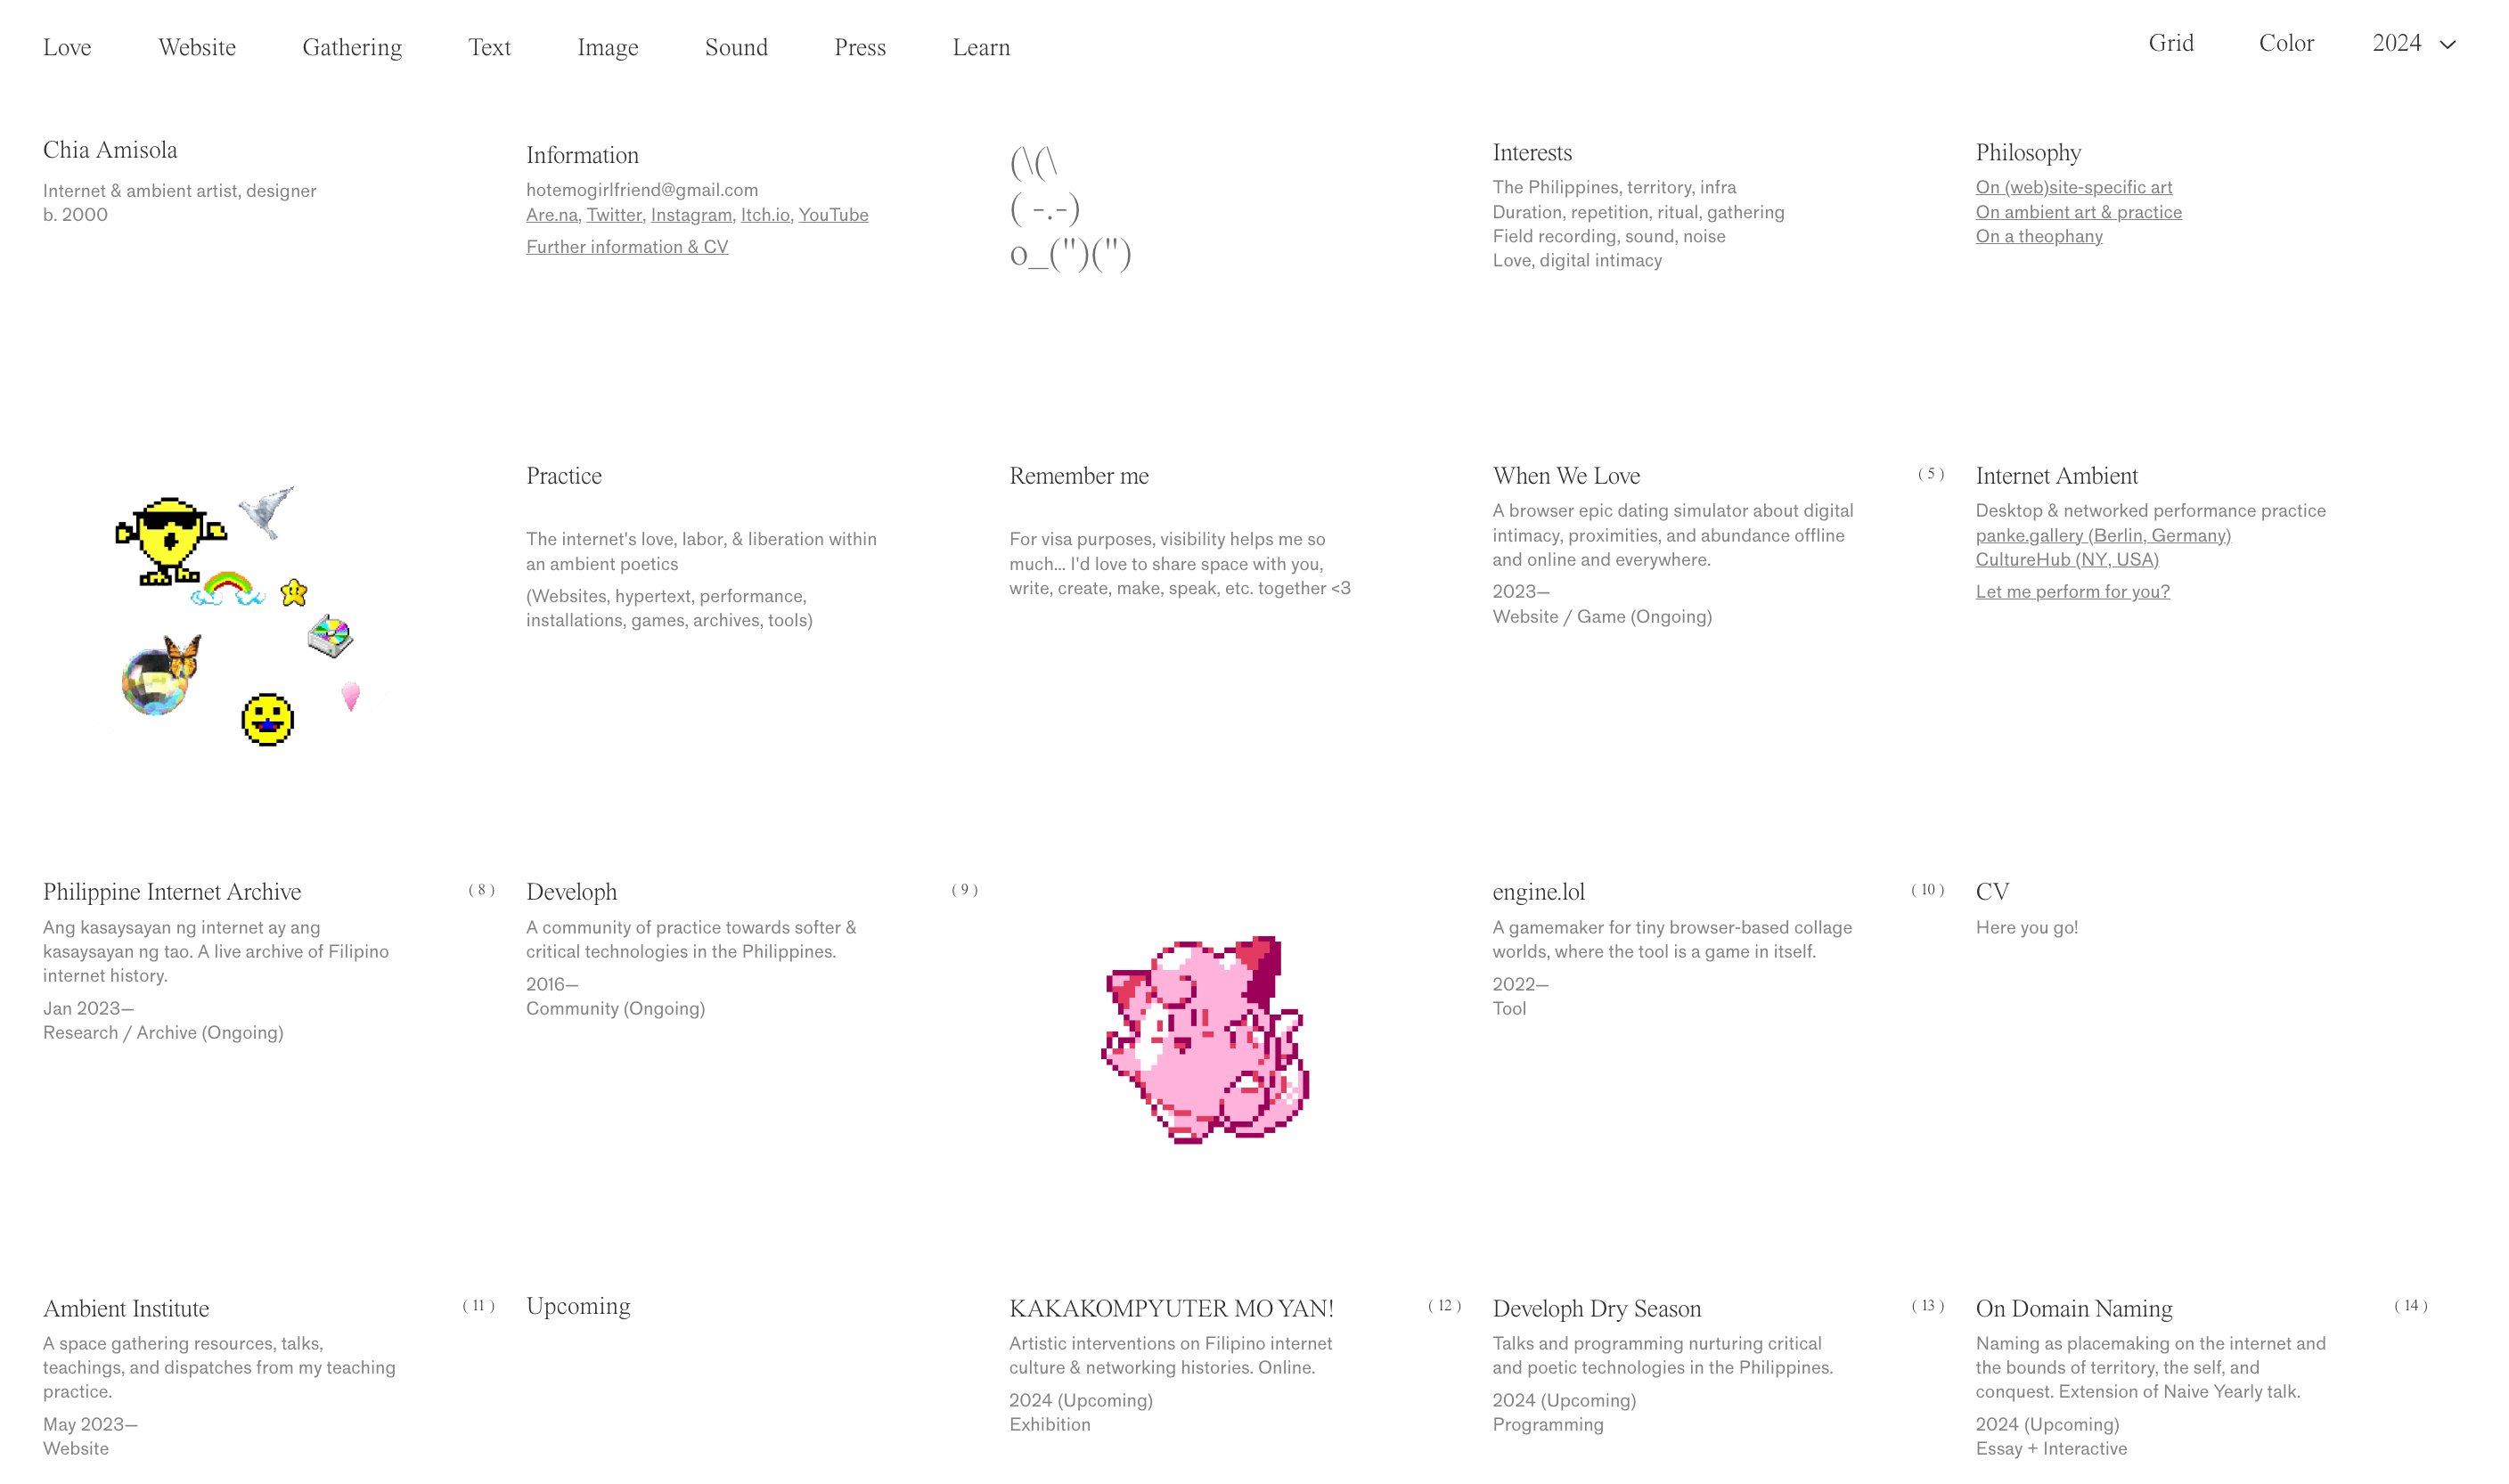 Love Website Gathering Text Image Sound Press Learn Grid Color 2024
Chia Amisola
Internet & ambient artist, designer
b. 2000
Information
hotemogirlfriend@gmail.com
Are.na, Twitter, Instagram, Itch.io, YouTube
Further information & CV
(\(\
( -.-)
o_(")(")
Interests
The Philippines, territory, infra
Duration, repetition, ritual, gathering
Field recording, sound, noise
Love, digital intimacy
Philosophy
On (web)site-specific art
On ambient art & practice
On a theophany
Practice
The internet's love, labor, & liberation within
an ambient poetics
(Websites, hypertext, performance,
installations, games, archives, tools)
Remember me
For visa purposes, visibility helps me so
much... I'd love to share space with you,
write, create, make, speak, etc. together <3
When We Love ( 5 )
A browser epic dating simulator about digital
intimacy, proximities, and abundance offline
and online and everywhere.
2023—
Website / Game (Ongoing)
Internet Ambient
Desktop & networked performance practice
panke.gallery (Berlin, Germany)
CultureHub (NY, USA)
Let me perform for you?
Philippine Internet Archive ( 8 )
Ang kasaysayan ng internet ay ang
kasaysayan ng tao. A live archive of Filipino
internet history.
Jan 2023—
Research / Archive (Ongoing)
Developh ( 9 )
A community of practice towards softer &
critical technologies in the Philippines.
2016—
Community (Ongoing)
engine.lol ( 10 )
A gamemaker for tiny browser-based collage
worlds, where the tool is a game in itself.
2022—
Tool
CV
Here you go!
Ambient Institute ( 11 )
A space gathering resources, talks,
teachings, and dispatches from my teaching
practice.
May 2023—
Website
Upcoming
KAKAKOMPYUTER MO YAN! ( 12 )
Artistic interventions on Filipino internet
culture & networking histories. Online.
2024 (Upcoming)
Exhibition
Developh Dry Season ( 13 )
Talks and programming nurturing critical
and poetic technologies in the Philippines.
2024 (Upcoming)
Programming
On Domain Naming ( 14 )
Naming as placemaking on the internet and
the bounds of territory, the self, and
conquest. Extension of Naive Yearly talk.
2024 (Upcoming)
Essay + Interactive